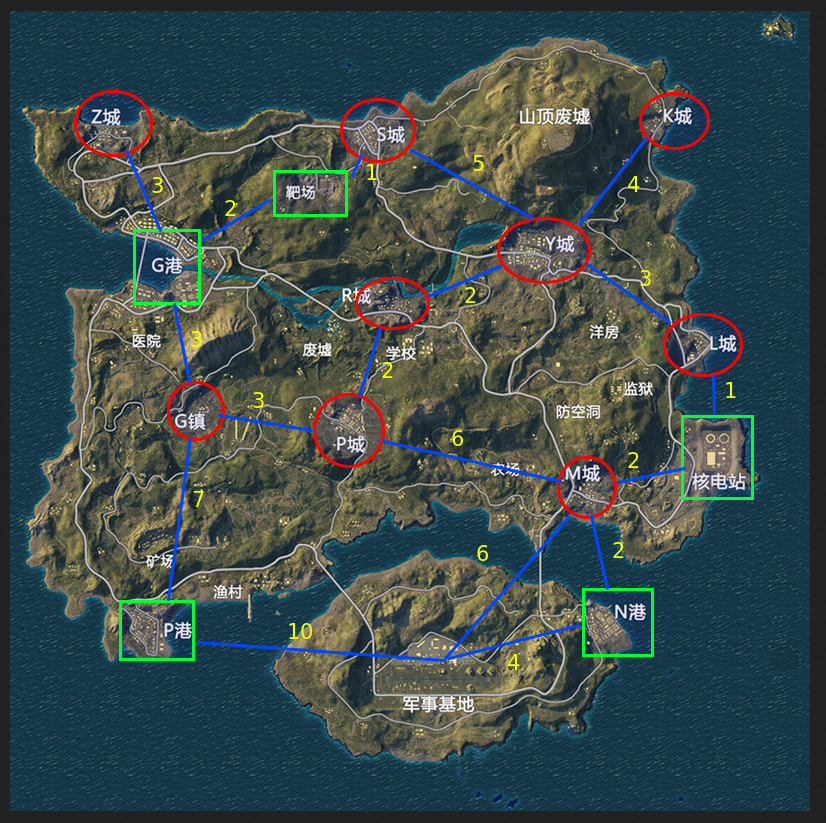 Z城
S城
山顶废墟
K城
5
1
3
靶场
4
2
Y城
G港
3
R城
2
洋房
医院
3
废墟
学校
L城
2
监狱
1
3
防空洞
G镇
6
P城
农场
M城
2
核电站
7
6
2
矿场
渔村
N港
P港
10
4
军事基地